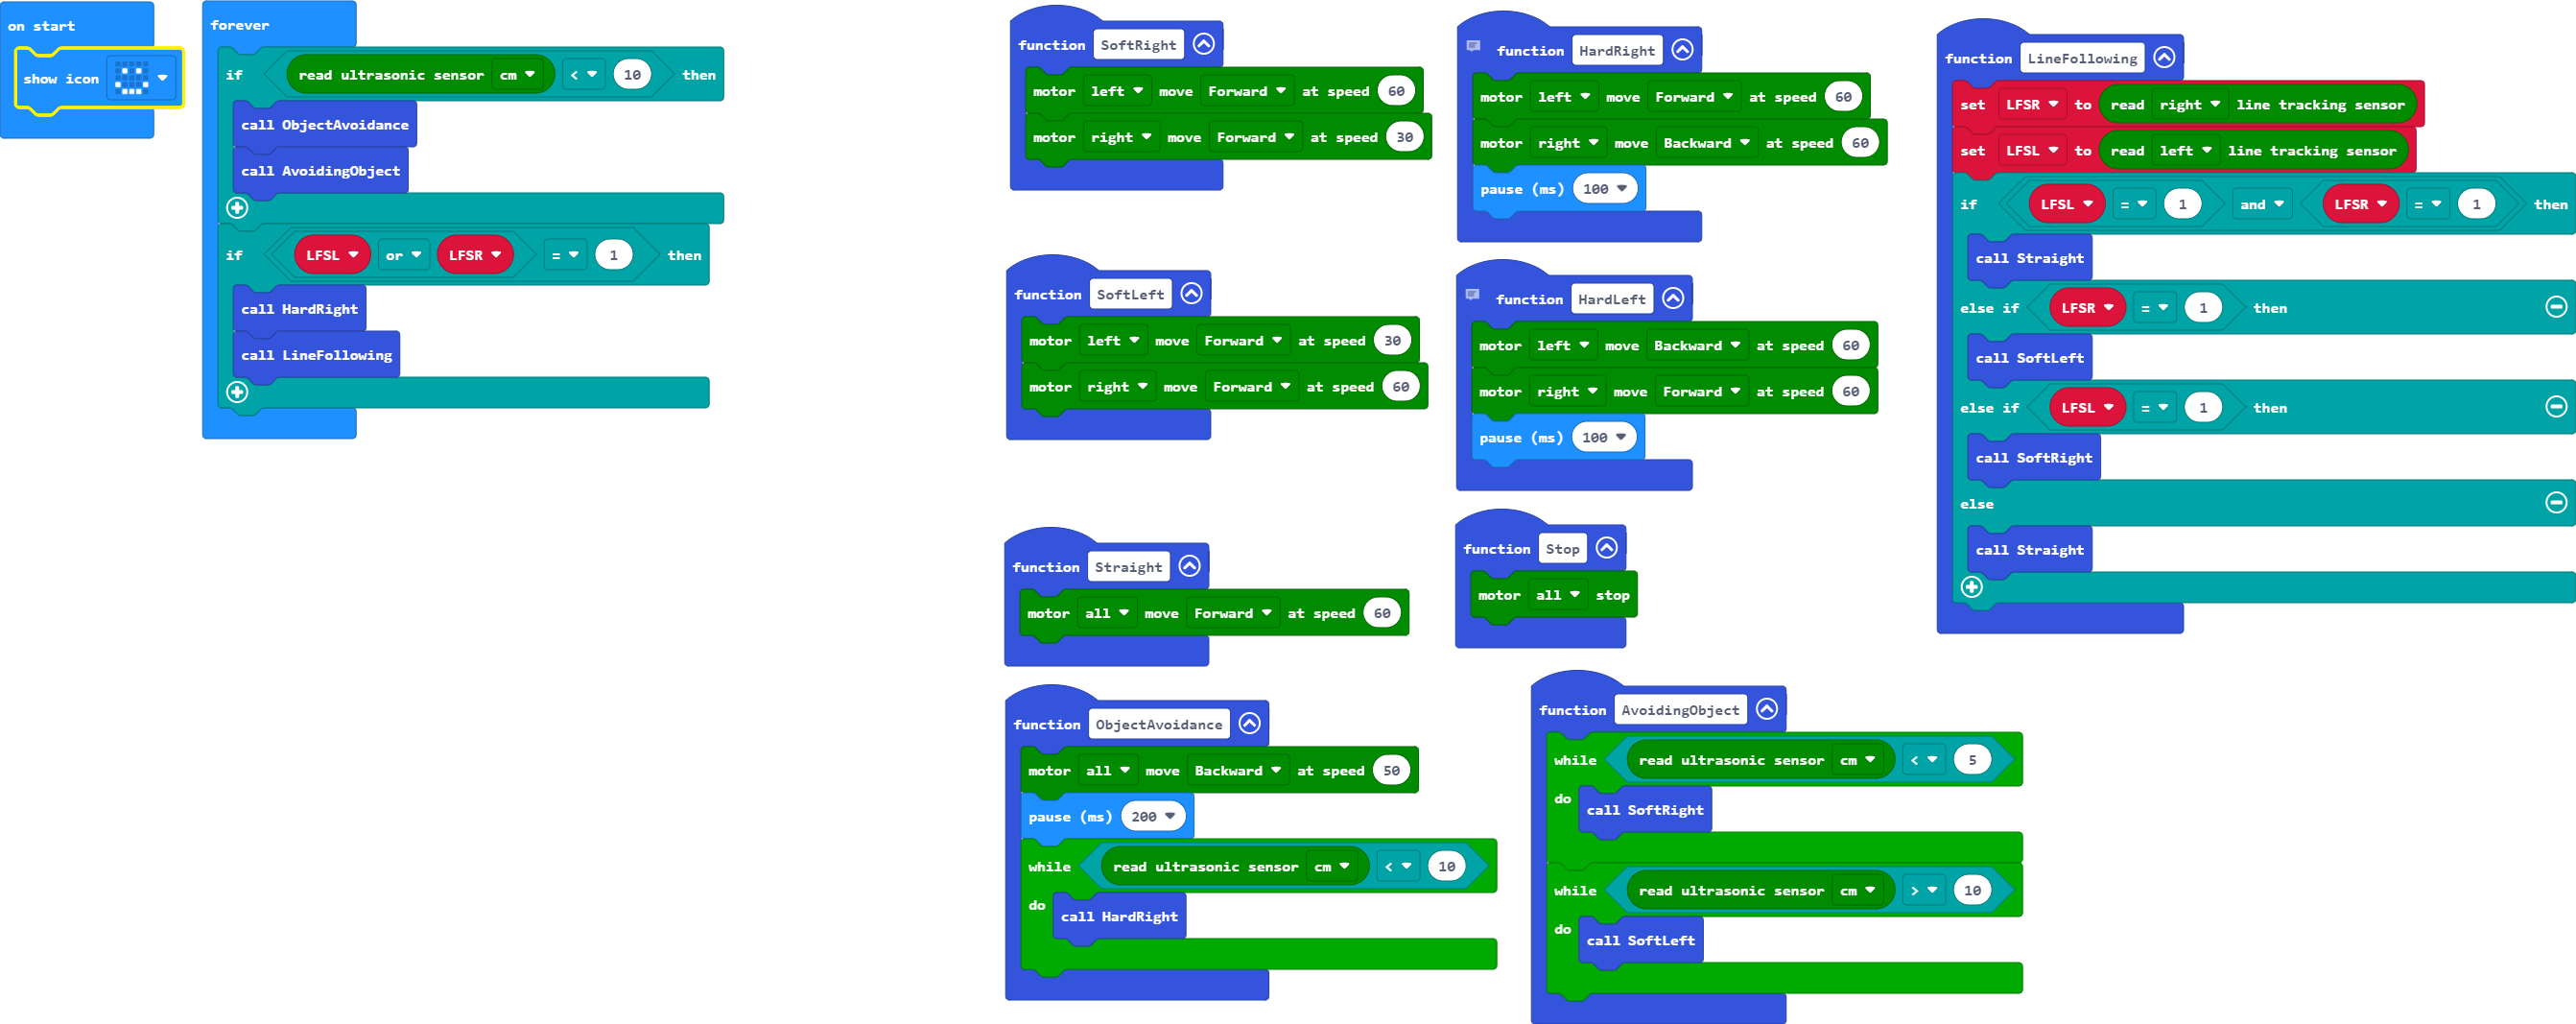 on start
show icon
forever
if read ultrasonic sensor cm < 10 then
call ObjectAvoidance
call AvoidingObject
if LFSL or LFSR = 1 then
call HardRight
call LineFollowing
function SoftRight
motor left move Forward at speed 60
motor right move Forward at speed 30
function SoftLeft
motor left move Forward at speed 30
motor right move Forward at speed 60
function Straight
motor all move Forward at speed 60
function ObjectAvoidance
motor all move Backward at speed 50
pause (ms) 200
while read ultrasonic sensor cm < 10
do
call HardRight
function HardRight
motor left move Forward at speed 60
motor right move Backward at speed 60
pause (ms) 100
function HardLeft
motor left move Backward at speed 60
motor right move Forward at speed 60
pause (ms) 100
function Stop
motor all stop
function AvoidingObject
while read ultrasonic sensor cm < 5
do
call SoftRight
while read ultrasonic sensor cm > 10
do
call SoftLeft
function LineFollowing
set LFSR to read right line tracking sensor
set LFSL to read left line tracking sensor
if LFSL = 1 and LFSR = 1 then
call Straight
else if LFSR = 1 then
call SoftLeft
else if LFSL = 1 then
call SoftRight
else
call Straight